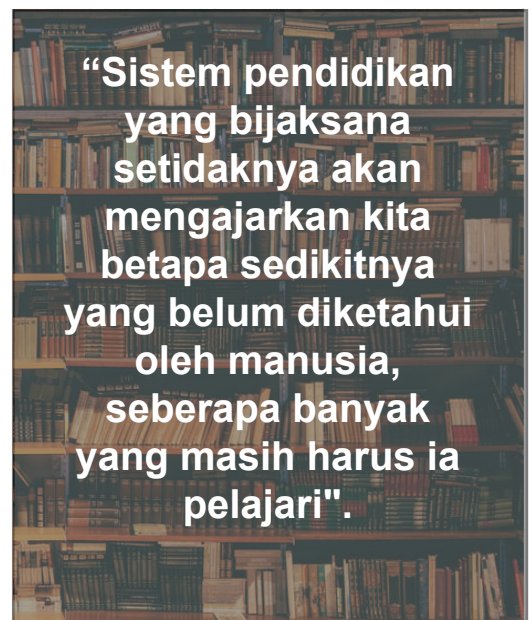 “Sistem pendidikan
yang bijaksana
setidaknya akan
mengajarkan kita
betapa sedikitnya
yang belum diketahui
oleh manusia,
seberapa banyak
yang masih harus ia
pelajari".